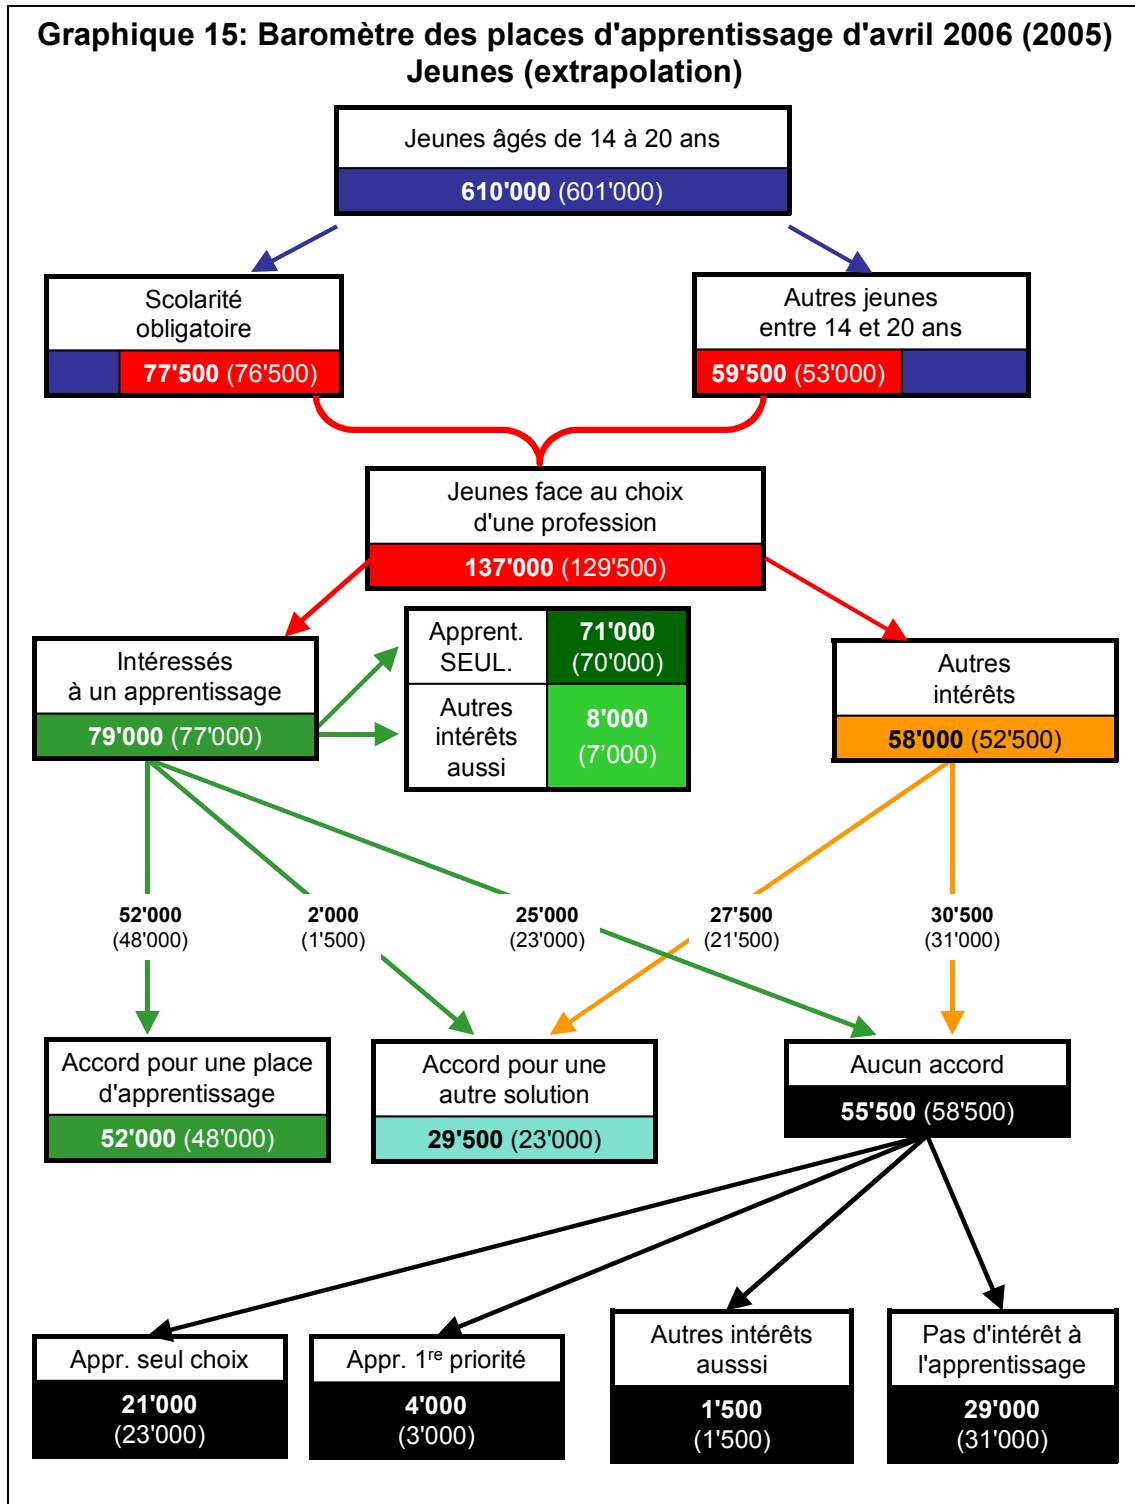 Graphique 15: Baromètre des places d'apprentissage d'avril 2006 (2005)
Jeunes (extrapolation)
Jeunes âgés de 14 à 20 ans
610'000 (601'000)
Scolarité
obligatoire
77'500 (76'500)
Autres jeunes
entre 14 et 20 ans
59'500 (53'000)
Jeunes face au choix
d'une profession
137'000 (129'500)
Intéressés
à un apprentissage
79'000 (77'000)
Apprent.
SEUL.
71'000
(70'000)
Autres
intérêts
aussi
8'000
(7’000)
Autres
intérêts
58'000 (52'500)
52'000
(48'000)
2'000
(1'500)
25'000
(23'000)
27'500
(21'500)
30'500
(31'000)
Accord pour une place
d'apprentissage
52'000 (48'000)
Accord pour une
autre solution
29'500 (23'000)
Aucun accord
55'500 (58'500)
Appr. seul choix
21'000
(23'000)
Appr. 1re priorité
4'000
(3'000)
Autres intérêts
ausssi
1'500
(1'500)
Pas d'intérêt à
l'apprentissage
29'000
(31'000)